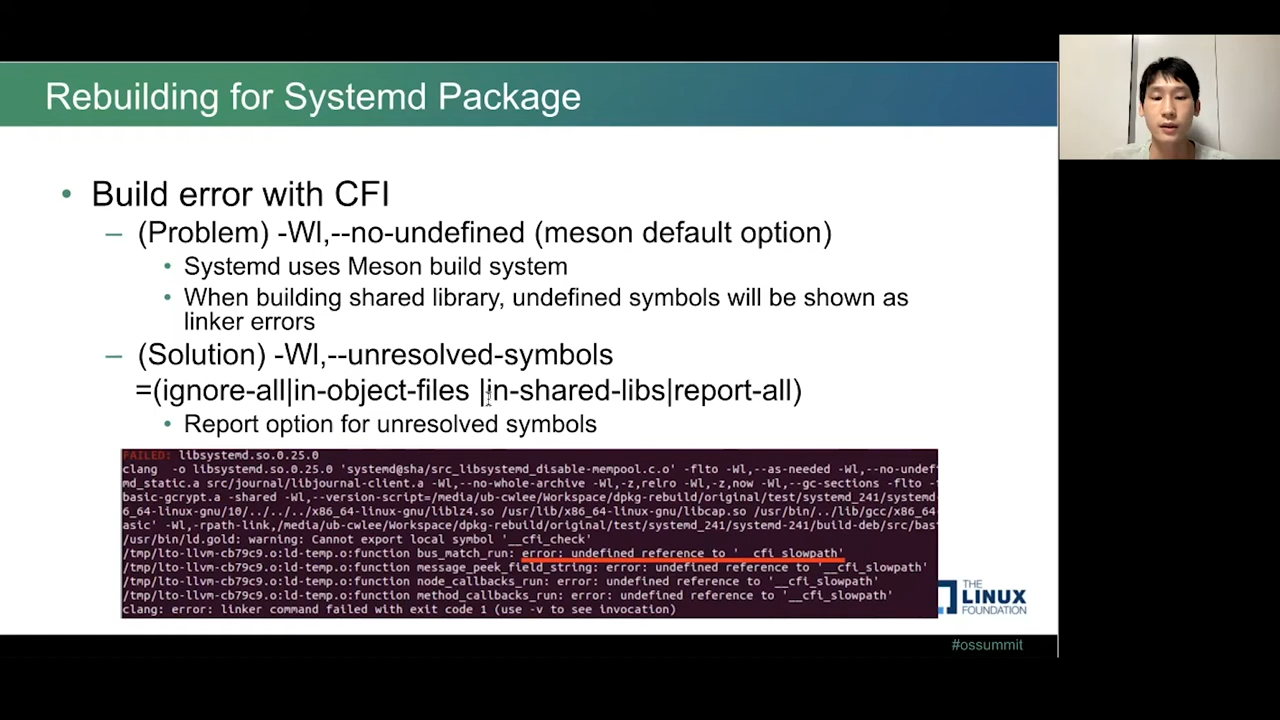 Rebuilding for Systemd Package
• Build error with CFI
– (Problem) -Wl,--no-undefined (meson default option)
• Systemd uses Meson build system
• When building shared library, undefined symbols will be shown as
linker errors
– (Solution) -Wl,--unresolved-symbols
=(ignore-all|in-object-files |in-shared-libs|report-all)
• Report option for unresolved symbols
FAILED: libsystemd.so.0.25.0
clang -o libsystemd.so.0.25.0 'systemd@sha/src_libsystemd_disable-mempool.c.o' -flto -Wl,--as-needed -Wl,--no-undef
md_static.a src/journal/libjournal-client.a -Wl,--no-whole-archive -Wl,-z,relro -Wl,-z,now -Wl,--gc-sections -flto -
basic-gcrypt.a -shared -Wl,--version-script=/media/ub-cwlee/Workspace/dpkg-rebuild/original/test/systemd_241/systemd-
6_64-linux-gnu/10/../../../x86_64-linux-gnu/liblz4.so /usr/lib/x86_64-linux-gnu/libcap.so /usr/bin/../lib/gcc/x86_6
asic' -Wl,-rpath-link,/media/ub-cwlee/Workspace/dpkg-rebuild/original/test/systemd_241/systemd-241/build-deb/src/bas
/usr/bin/ld.gold: warning: Cannot export local symbol '__cfi_check'
/tmp/lto-llvm-cb79c9.o:ld-temp.o:function bus_match_run: error: undefined reference to '__cfi_slowpath'
/tmp/lto-llvm-cb79c9.o:ld-temp.o:function message_peek_field_string: error: undefined reference to '__cfi_slowpath'
/tmp/lto-llvm-cb79c9.o:ld-temp.o:function node_callbacks_run: error: undefined reference to '__cfi_slowpath'
/tmp/lto-llvm-cb79c9.o:ld-temp.o:function method_callbacks_run: error: undefined reference to '__cfi_slowpath'
clang: error: linker command failed with exit code 1 (use -v to see invocation)
THE
LINUX
FOUNDATION
#ossummit